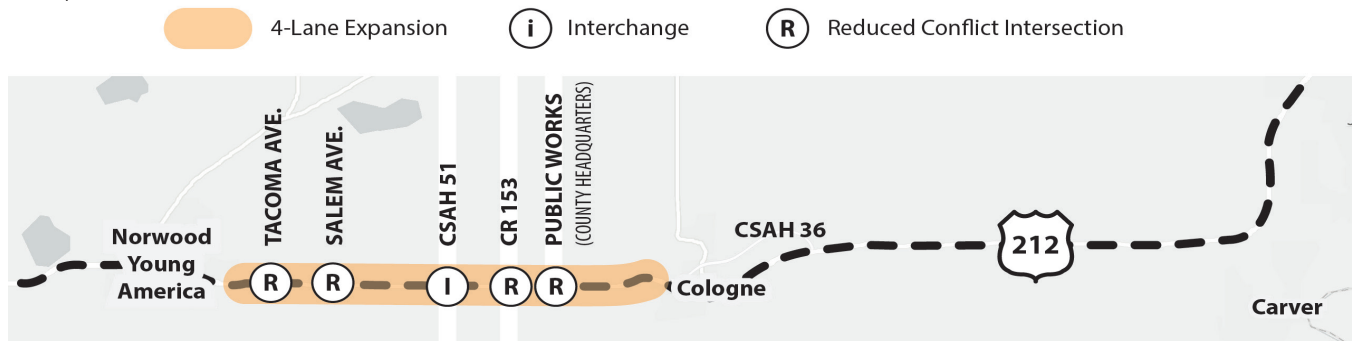 4-Lane Expansion
i Interchange
R Reduced Conflict Intersection
TACOMA AVE.
SALEM AVE.
CSAH 51
CR 153
PUBLIC WORKS
(COUNTY HEADQUARTERS)
Norwood
Young
America
R
R
I
R
R
Cologne
CSAH 36
212
Carver